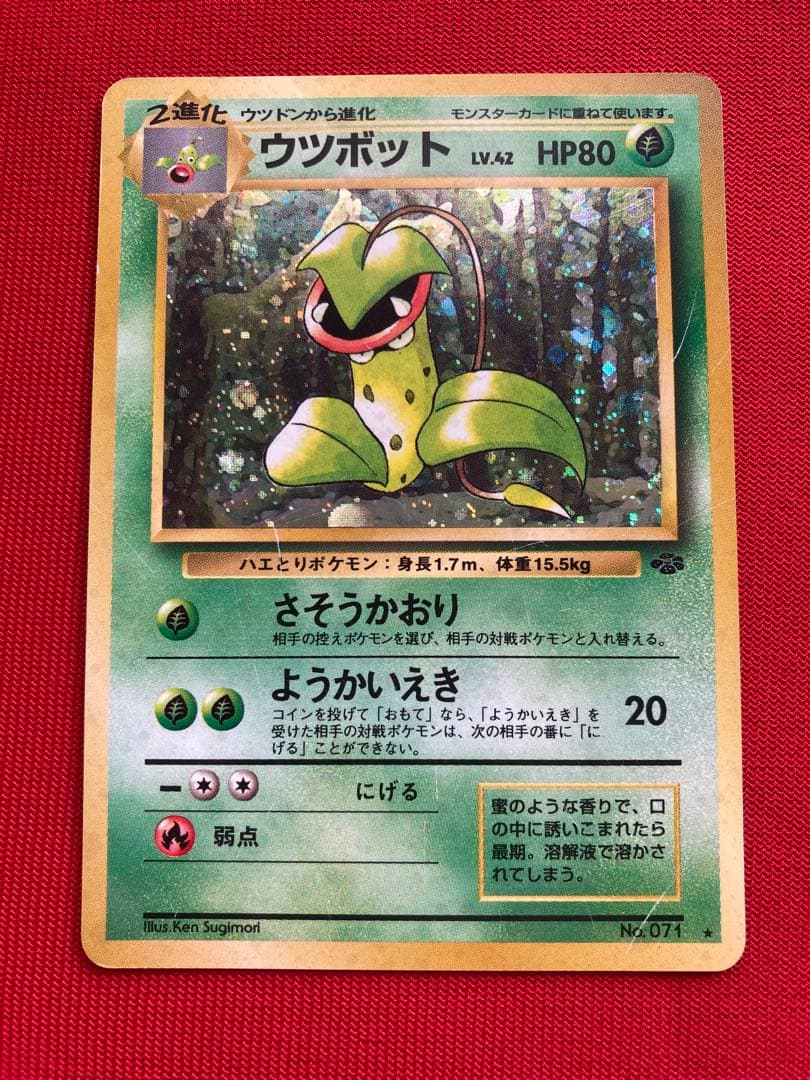 2進化 ウツドンから進化 モンスターカードに重ねて使います。
ウツボット LV.42 HP80
ハエとりポケモン：身長1.7m、体重15.5kg
さそうかおり
相手の控えポケモンを選び、相手の対戦ポケモンと入れ替える。
ようかいえき 20
コインを投げて「おもて」なら、「ようかいえき」を
受けた相手の対戦ポケモンは、次の相手の番に「に
げる」ことができない。
ー にげる
弱点
蜜のような香りで、口
の中に誘いこまれたら
最期。溶解液で溶かさ
れてしまう。
Illus.Ken Sugimori No.071 ★